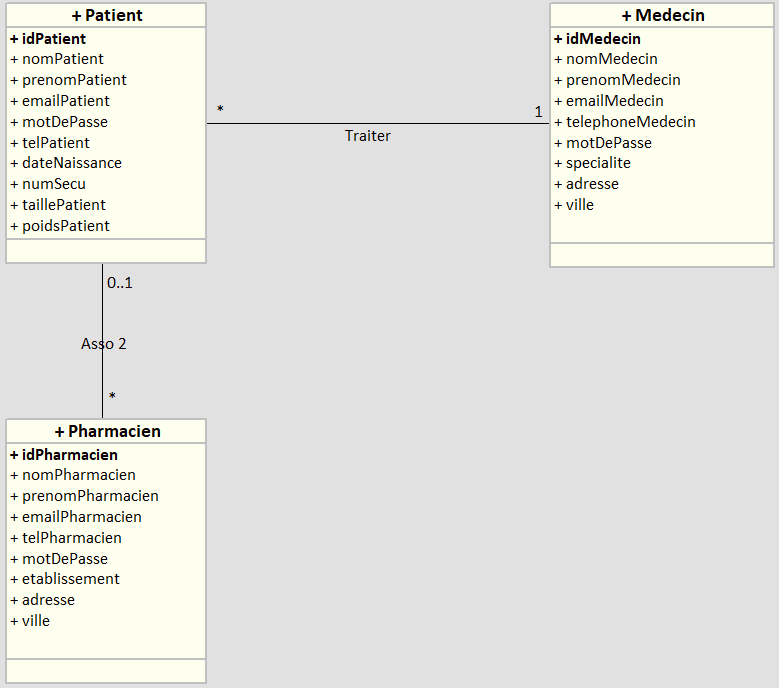 + Patient
+ idPatient
+ nomPatient
+ prenomPatient
+ emailPatient
+ motDePasse
+ telPatient
+ dateNaissance
+ numSecu
+ taillePatient
+ poidsPatient
* 1
Traiter
+ Medecin
+ idMedecin
+ nomMedecin
+ prenomMedecin
+ emailMedecin
+ telephoneMedecin
+ motDePasse
+ specialite
+ adresse
+ ville
0..1
Asso 2
*
+ Pharmacien
+ idPharmacien
+ nomPharmacien
+ prenomPharmacien
+ emailPharmacien
+ telPharmacien
+ motDePasse
+ etablissement
+ adresse
+ ville